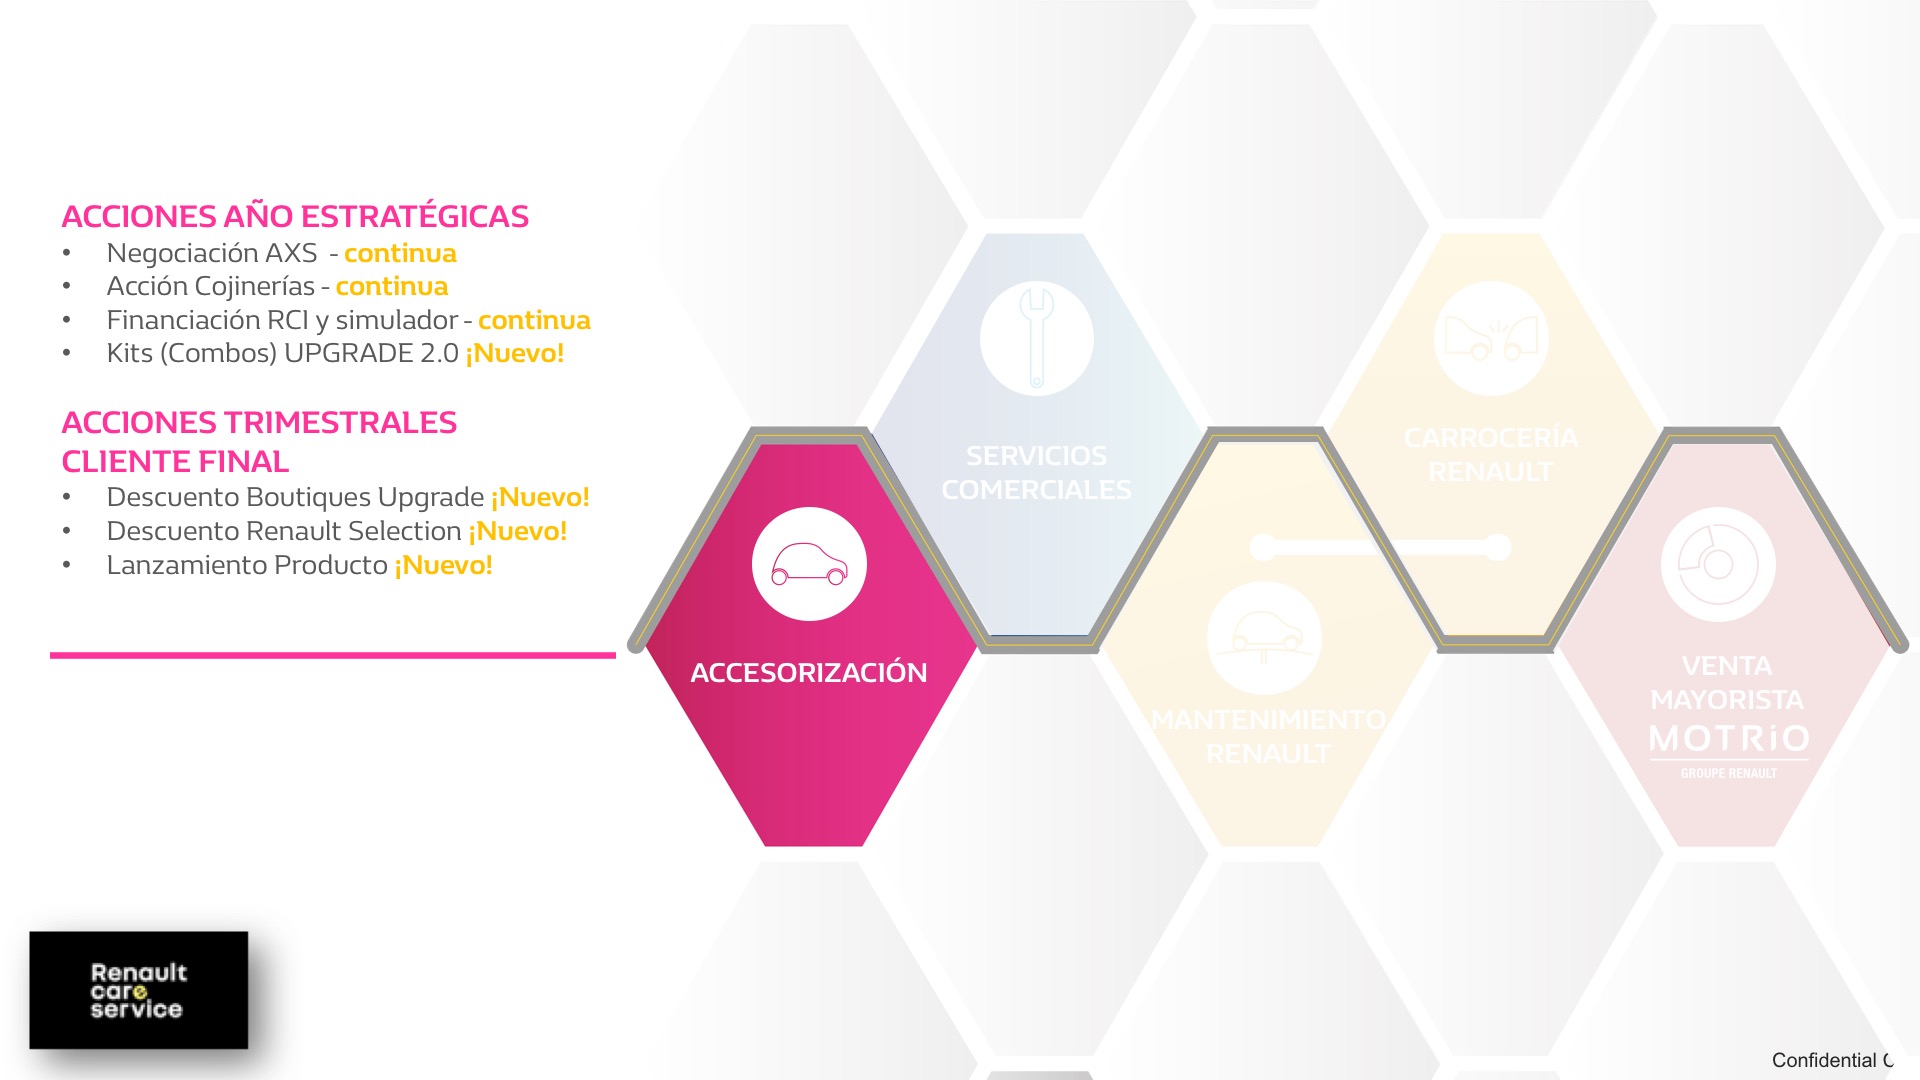 ACCIONES AÑO ESTRATÉGICAS
• Negociación AXS - continua
• Acción Cojinerías - continua
• Financiación RCI y simulador - continua
• Kits (Combos) UPGRADE 2.0 ¡Nuevo!
ACCIONES TRIMESTRALES
CLIENTE FINAL
• Descuento Boutiques Upgrade ¡Nuevo!
• Descuento Renault Selection ¡Nuevo!
• Lanzamiento Producto ¡Nuevo!
ACCESORIZACIÓN
SERVICIOS
COMERCIALES
MANTENIMIENTO
RENAULT
CARROCERÍA
RENAULT
VENTA
MAYORISTA
MOTRiO
GROUPE RENAULT
Renault
care
service
Confidential C